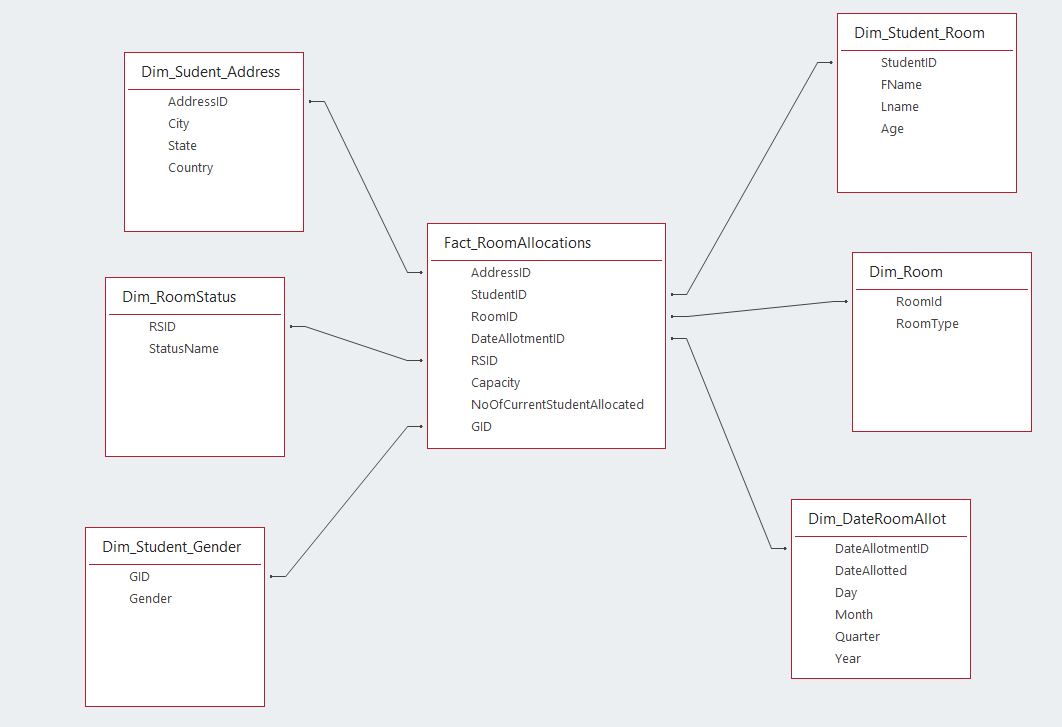 Dim_Sudent_Address
AddressID
City
State
Country
Dim_RoomStatus
RSID
StatusName
Dim_Student_Gender
GID
Gender
Fact_RoomAllocations
AddressID
StudentID
RoomID
DateAllotmentID
RSID
Capacity
NoOfCurrentStudentAllocated
GID
Dim_Student_Room
StudentID
FName
Lname
Age
Dim_Room
RoomId
RoomType
Dim_DateRoomAllot
DateAllotmentID
DateAllotted
Day
Month
Quarter
Year